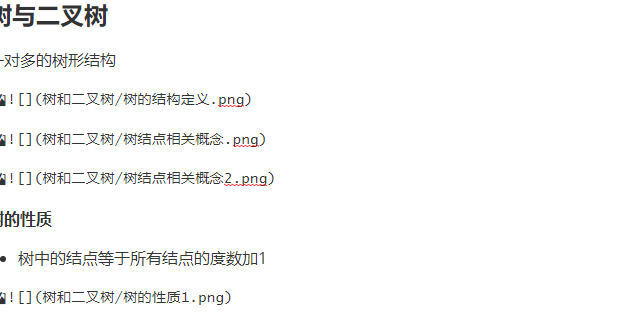 树与二叉树
一对多的树形结构
![](树和二叉树/树的结构定义.png)
![](树和二叉树/树结点相关概念.png)
![](树和二叉树/树结点相关概念2.png)
的性质
树中的结点等于所有结点的度数加1
![](树和二叉树/树的性质1.png)